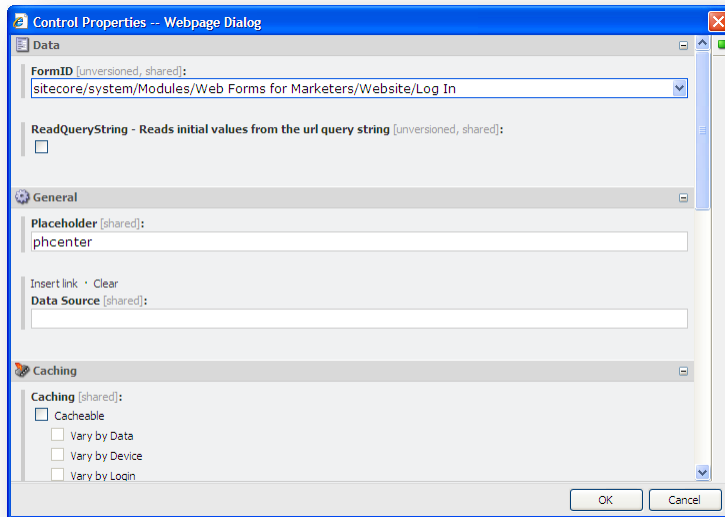 Control Properties -- Webpage Dialog
Data
FormID [unversioned, shared]:
sitecore/system/Modules/Web Forms for Marketers/Website/Log In
ReadQueryString - Reads initial values from the url query string [unversioned, shared]:
General
Placeholder [shared]:
phcenter
Insert link · Clear
Data Source [shared]:
Caching
Caching [shared]:
Cacheable
Vary by Data
Vary by Device
Vary by Login
OK Cancel